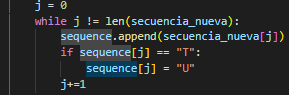 j = 0
while j != len(secuencia_nueva):
sequence.append(secuencia_nueva[j])
if sequence[j] == "T":
sequence[j] = "U"
j+=1